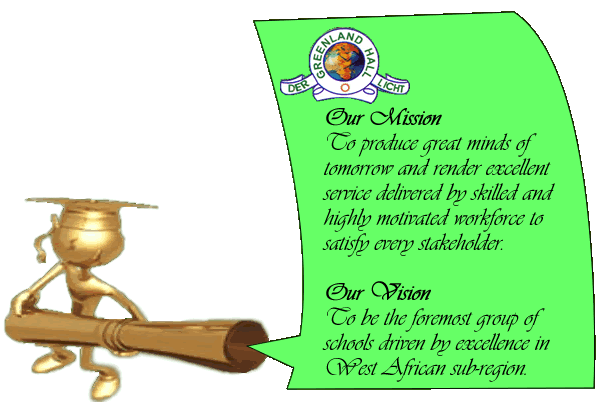 GREENLAND HALL
DER LICHT
Our Mission
To produce great minds of
tomorrow and render excellent
service delivered by skilled and
highly motivated workforce to
satisfy every stakeholder.
Our Vision
To be the foremost group of
schools driven by excellence in
West African sub-region.